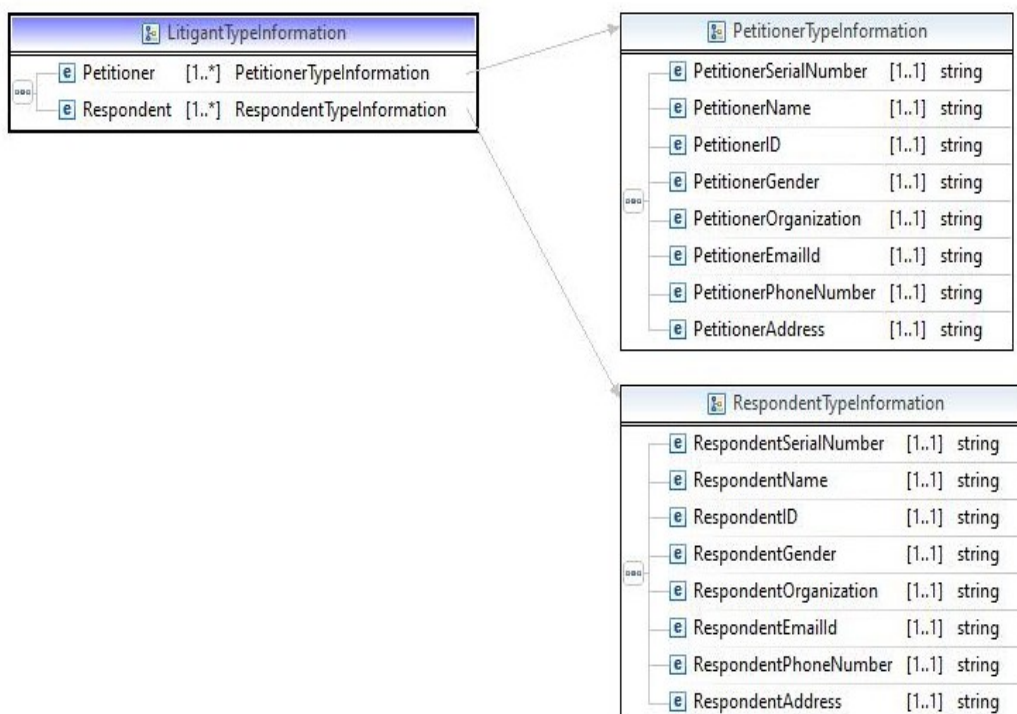 LitigantTypeInformation
Petitioner [1..*] PetitionerTypeInformation
Respondent [1..*] RespondentTypeInformation
PetitionerTypeInformation
PetitionerSerialNumber [1..1] string
PetitionerName [1..1] string
PetitionerID [1..1] string
PetitionerGender [1..1] string
PetitionerOrganization [1..1] string
PetitionerEmailId [1..1] string
PetitionerPhoneNumber [1..1] string
PetitionerAddress [1..1] string
RespondentTypeInformation
RespondentSerialNumber [1..1] string
RespondentName [1..1] string
RespondentID [1..1] string
RespondentGender [1..1] string
RespondentOrganization [1..1] string
RespondentEmailId [1..1] string
RespondentPhoneNumber [1..1] string
RespondentAddress [1..1] string